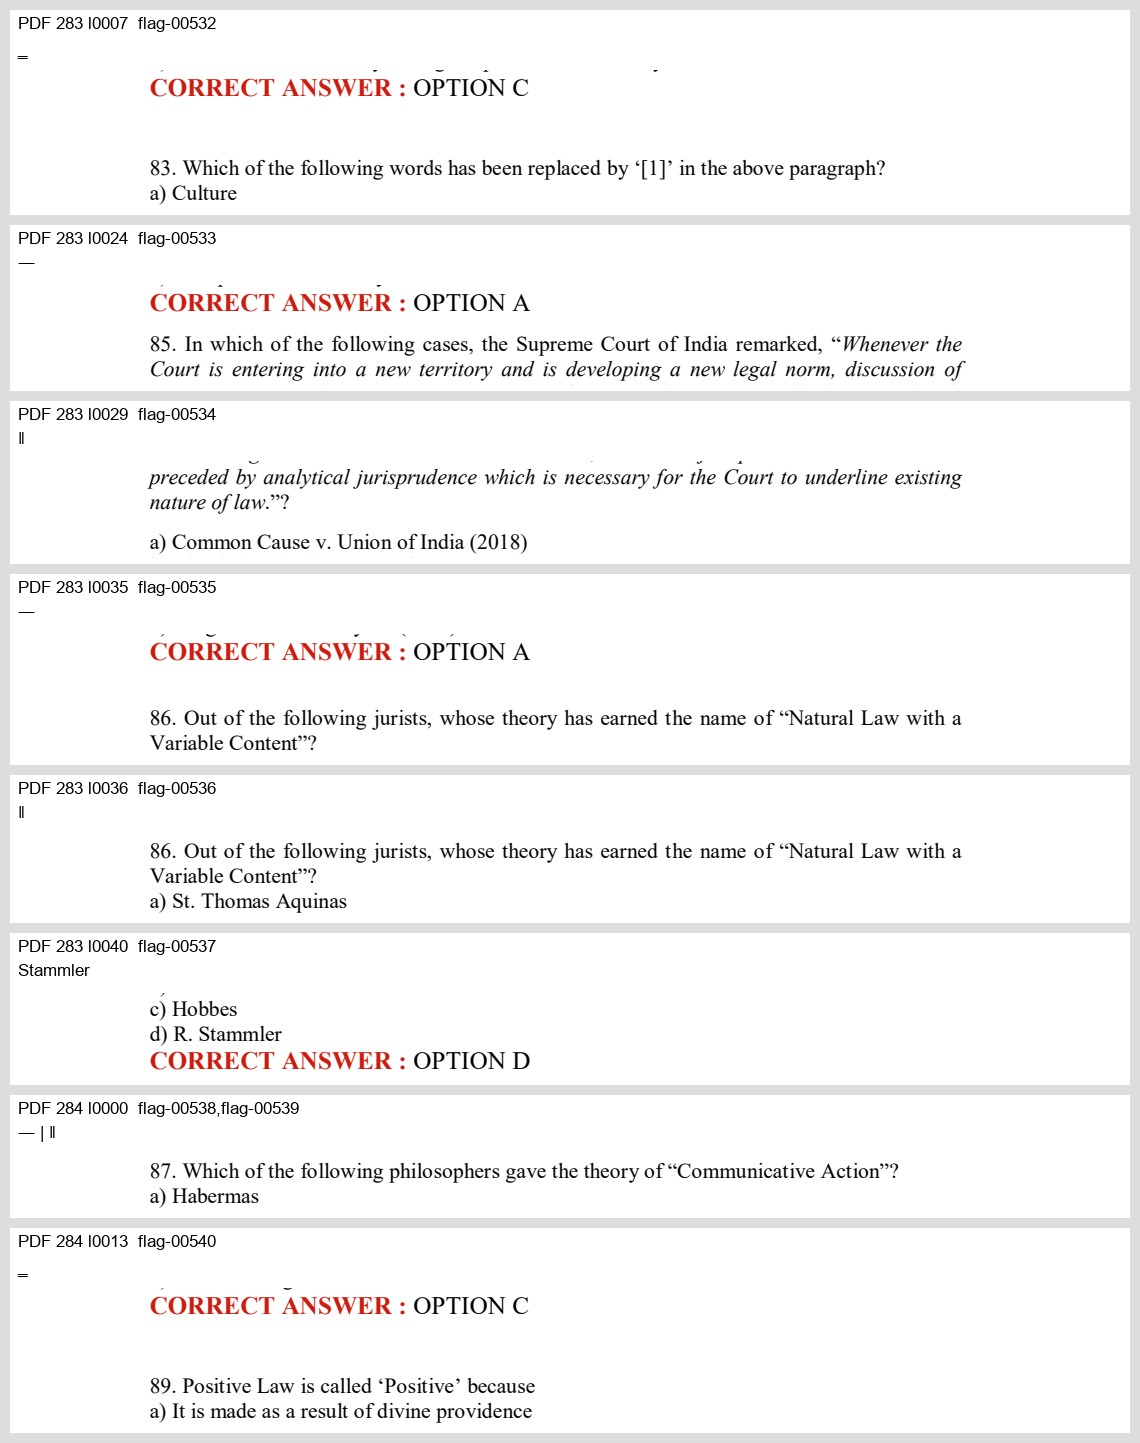 PDF 283 l0007 flag-00532
‗
CORRECT ANSWER : OPTION C
83. Which of the following words has been replaced by ‘[1]’ in the above paragraph?
a) Culture
PDF 283 l0024 flag-00533
―
CORRECT ANSWER : OPTION A
85. In which of the following cases, the Supreme Court of India remarked, “Whenever the
Court is entering into a new territory and is developing a new legal norm, discussion of
PDF 283 l0029 flag-00534
‖
preceded by analytical jurisprudence which is necessary for the Court to underline existing
nature of law.”?
a) Common Cause v. Union of India (2018)
PDF 283 l0035 flag-00535
―
CORRECT ANSWER : OPTION A
86. Out of the following jurists, whose theory has earned the name of “Natural Law with a
Variable Content”?
PDF 283 l0036 flag-00536
‖
86. Out of the following jurists, whose theory has earned the name of “Natural Law with a
Variable Content”?
a) St. Thomas Aquinas
PDF 283 l0040 flag-00537
Stammler
c) Hobbes
d) R. Stammler
CORRECT ANSWER : OPTION D
PDF 284 l0000 flag-00538,flag-00539
― | ‖
87. Which of the following philosophers gave the theory of “Communicative Action”?
a) Habermas
PDF 284 l0013 flag-00540
‗
CORRECT ANSWER : OPTION C
89. Positive Law is called ‘Positive’ because
a) It is made as a result of divine providence